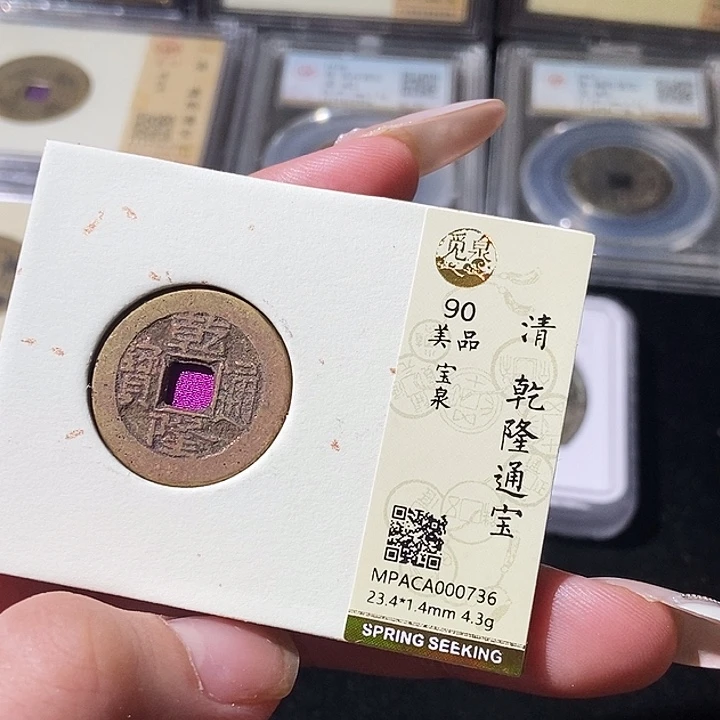 觅泉
90
美品
宝泉
清 乾隆通宝
MPACA000736
23.4*1.4mm 4.3g
SPRING SEEKING
乾隆通寶